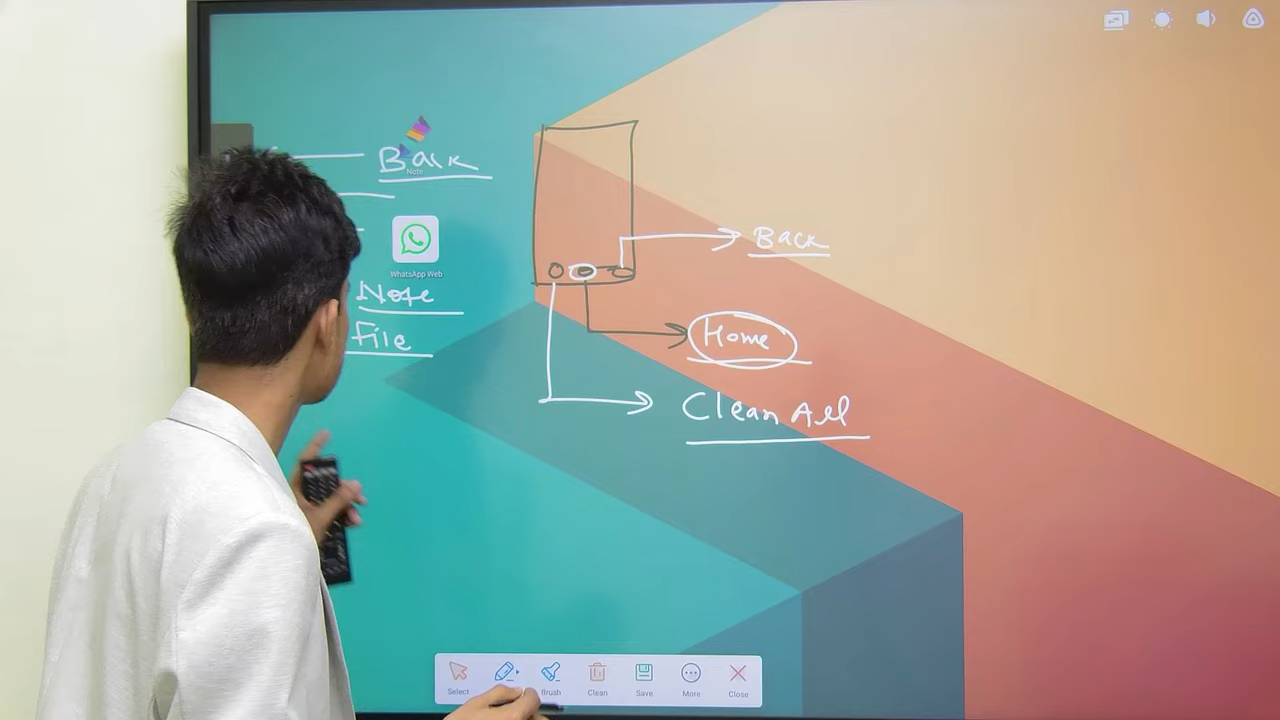 Back
Note
WhatsApp Web
Note
File
Back
Home
Clean All
Select
Brush
Clean
Save
More
Close